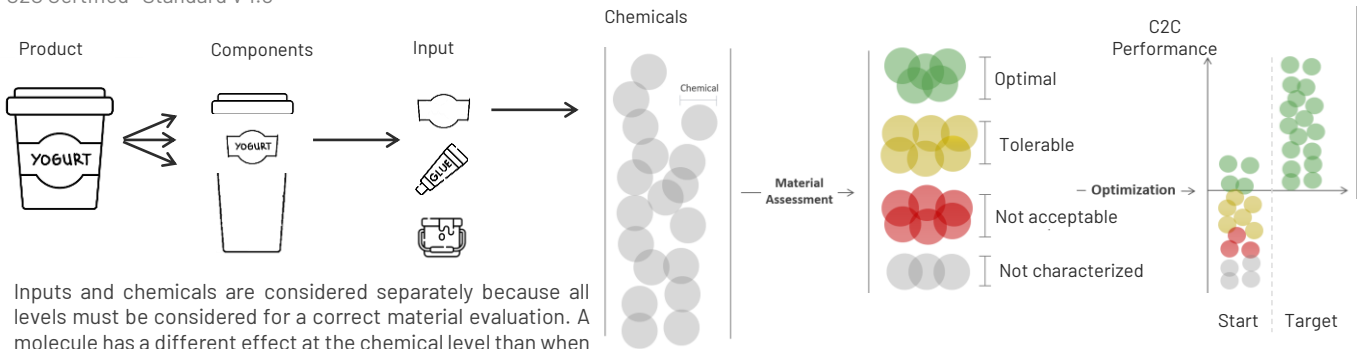 Product
Components
Input
Chemicals
C2C
Performance
Chemical
Optimal
YOGURT
YOGURT
GLUE
Tolerable
Material
Assessment
Optimization
Not acceptable
Not characterized
Start
Target
Inputs and chemicals are considered separately because all
levels must be considered for a correct material evaluation. A
molecule has a different effect at the chemical level than when